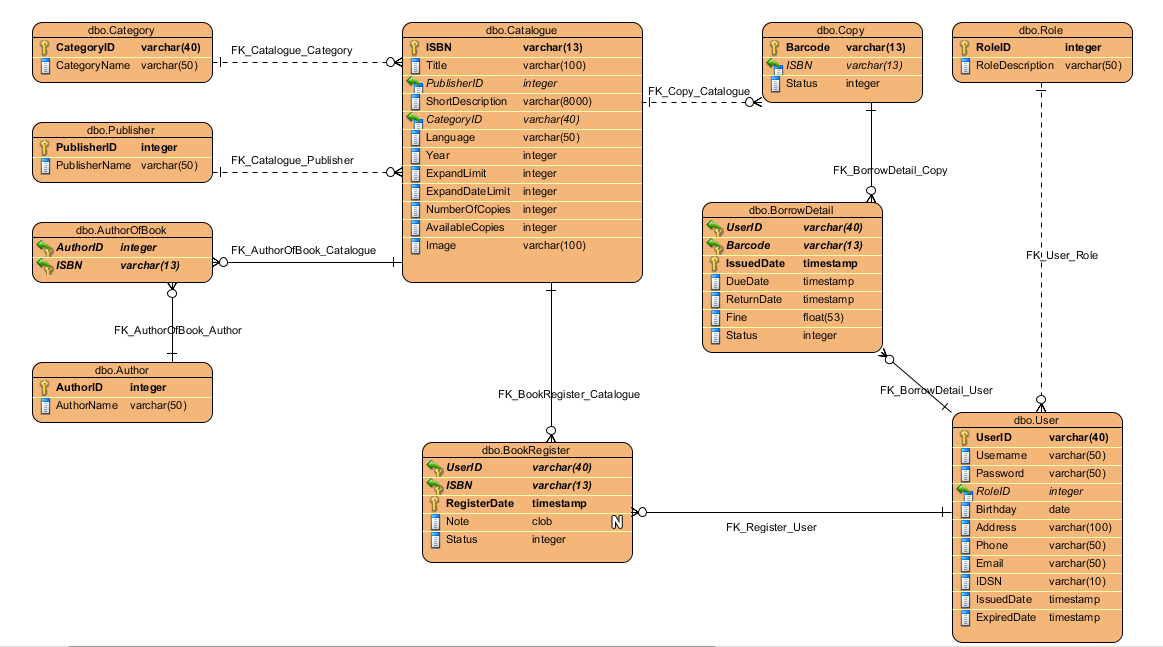 dbo.Category
CategoryID varchar(40)
CategoryName varchar(50)
FK_Catalogue_Category
dbo.Publisher
PublisherID integer
PublisherName varchar(50)
FK_Catalogue_Publisher
dbo.AuthorOfBook
AuthorID integer
ISBN varchar(13)
FK_AuthorOfBook_Catalogue
FK_AuthorOfBook_Author
dbo.Author
AuthorID integer
AuthorName varchar(50)
dbo.Catalogue
ISBN varchar(13)
Title varchar(100)
PublisherID integer
ShortDescription varchar(8000)
CategoryID varchar(40)
Language varchar(50)
Year integer
ExpandLimit integer
ExpandDateLimit integer
NumberOfCopies integer
AvailableCopies integer
Image varchar(100)
FK_Copy_Catalogue
dbo.Copy
Barcode varchar(13)
ISBN varchar(13)
Status integer
FK_BorrowDetail_Copy
dbo.Role
RoleID integer
RoleDescription varchar(50)
FK_User_Role
dbo.BorrowDetail
UserID varchar(40)
Barcode varchar(13)
IssuedDate timestamp
DueDate timestamp
ReturnDate timestamp
Fine float(53)
Status integer
FK_BorrowDetail_User
FK_BookRegister_Catalogue
dbo.BookRegister
UserID varchar(40)
ISBN varchar(13)
RegisterDate timestamp
Note clob N
Status integer
FK_Register_User
dbo.User
UserID varchar(40)
Username varchar(50)
Password varchar(50)
RoleID integer
Birthday date
Address varchar(100)
Phone varchar(50)
Email varchar(50)
IDSN varchar(10)
IssuedDate timestamp
ExpiredDate timestamp